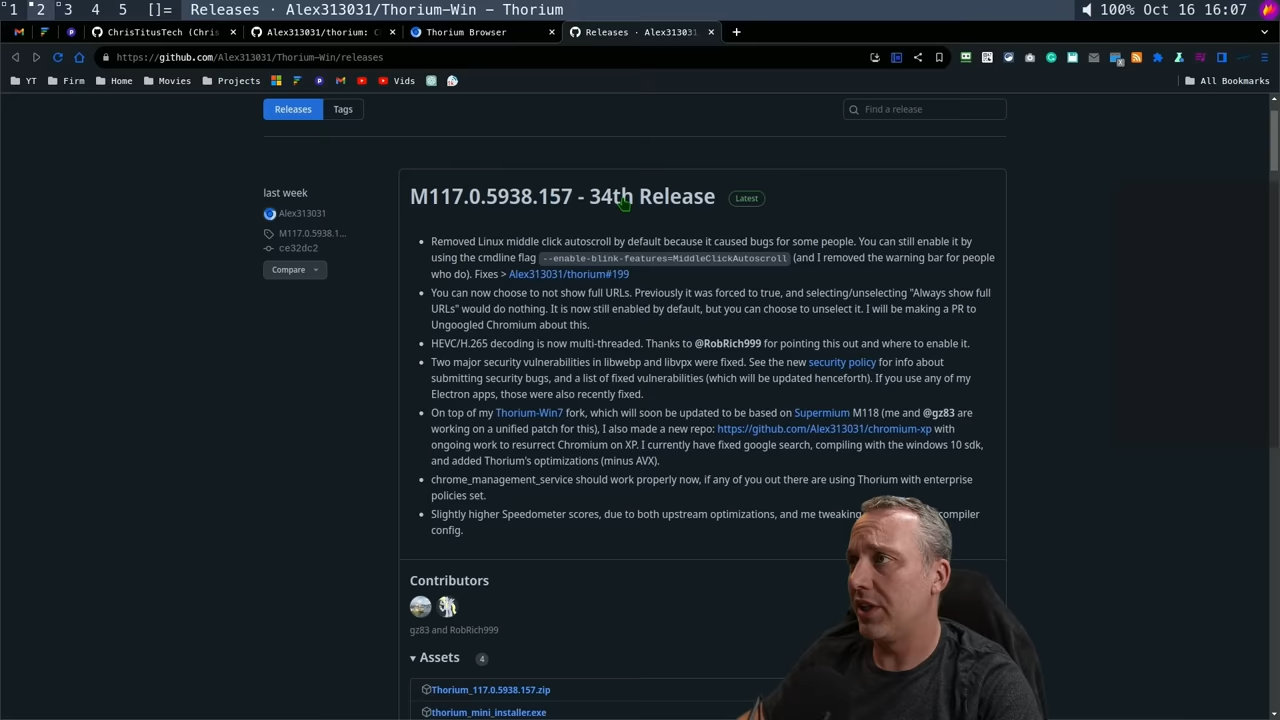 1 2 3 4 5 []= Releases · Alex313031/Thorium-Win — Thorium 100% Oct 16 16:07
ChrisTitusTech (Chris Alex313031/thorium: C Thorium Browser Releases · Alex313031
https://github.com/Alex313031/Thorium-Win/releases
YT Firm Home Movies Projects Vids All Bookmarks
Releases Tags Find a release
last week
Alex313031
M117.0.5938.1...
ce32dc2
Compare
M117.0.5938.157 - 34th Release Latest
• Removed Linux middle click autoscroll by default because it caused bugs for some people. You can still enable it by
using the cmdline flag --enable-blink-features=MiddleClickAutoscroll (and I removed the warning bar for people
who do). Fixes > Alex313031/thorium#199
• You can now choose to not show full URLs. Previously it was forced to true, and selecting/unselecting "Always show full
URLs" would do nothing. It is now still enabled by default, but you can choose to unselect it. I will be making a PR to
Ungoogled Chromium about this.
• HEVC/H.265 decoding is now multi-threaded. Thanks to @RobRich999 for pointing this out and where to enable it.
• Two major security vulnerabilities in libwebp and libvpx were fixed. See the new security policy for info about
submitting security bugs, and a list of fixed vulnerabilities (which will be updated henceforth). If you use any of my
Electron apps, those were also recently fixed.
• On top of my Thorium-Win7 fork, which will soon be updated to be based on Supermium M118 (me and @gz83 are
working on a unified patch for this), I also made a new repo: https://github.com/Alex313031/chromium-xp with
ongoing work to resurrect Chromium on XP. I currently have fixed google search, compiling with the windows 10 sdk,
and added Thorium's optimizations (minus AVX).
• chrome_management_service should work properly now, if any of you out there are using Thorium with enterprise
policies set.
• Slightly higher Speedometer scores, due to both upstream optimizations, and me tweaking compiler
config.
Contributors
gz83 and RobRich999
Assets 4
Thorium_117.0.5938.157.zip
thorium_mini_installer.exe